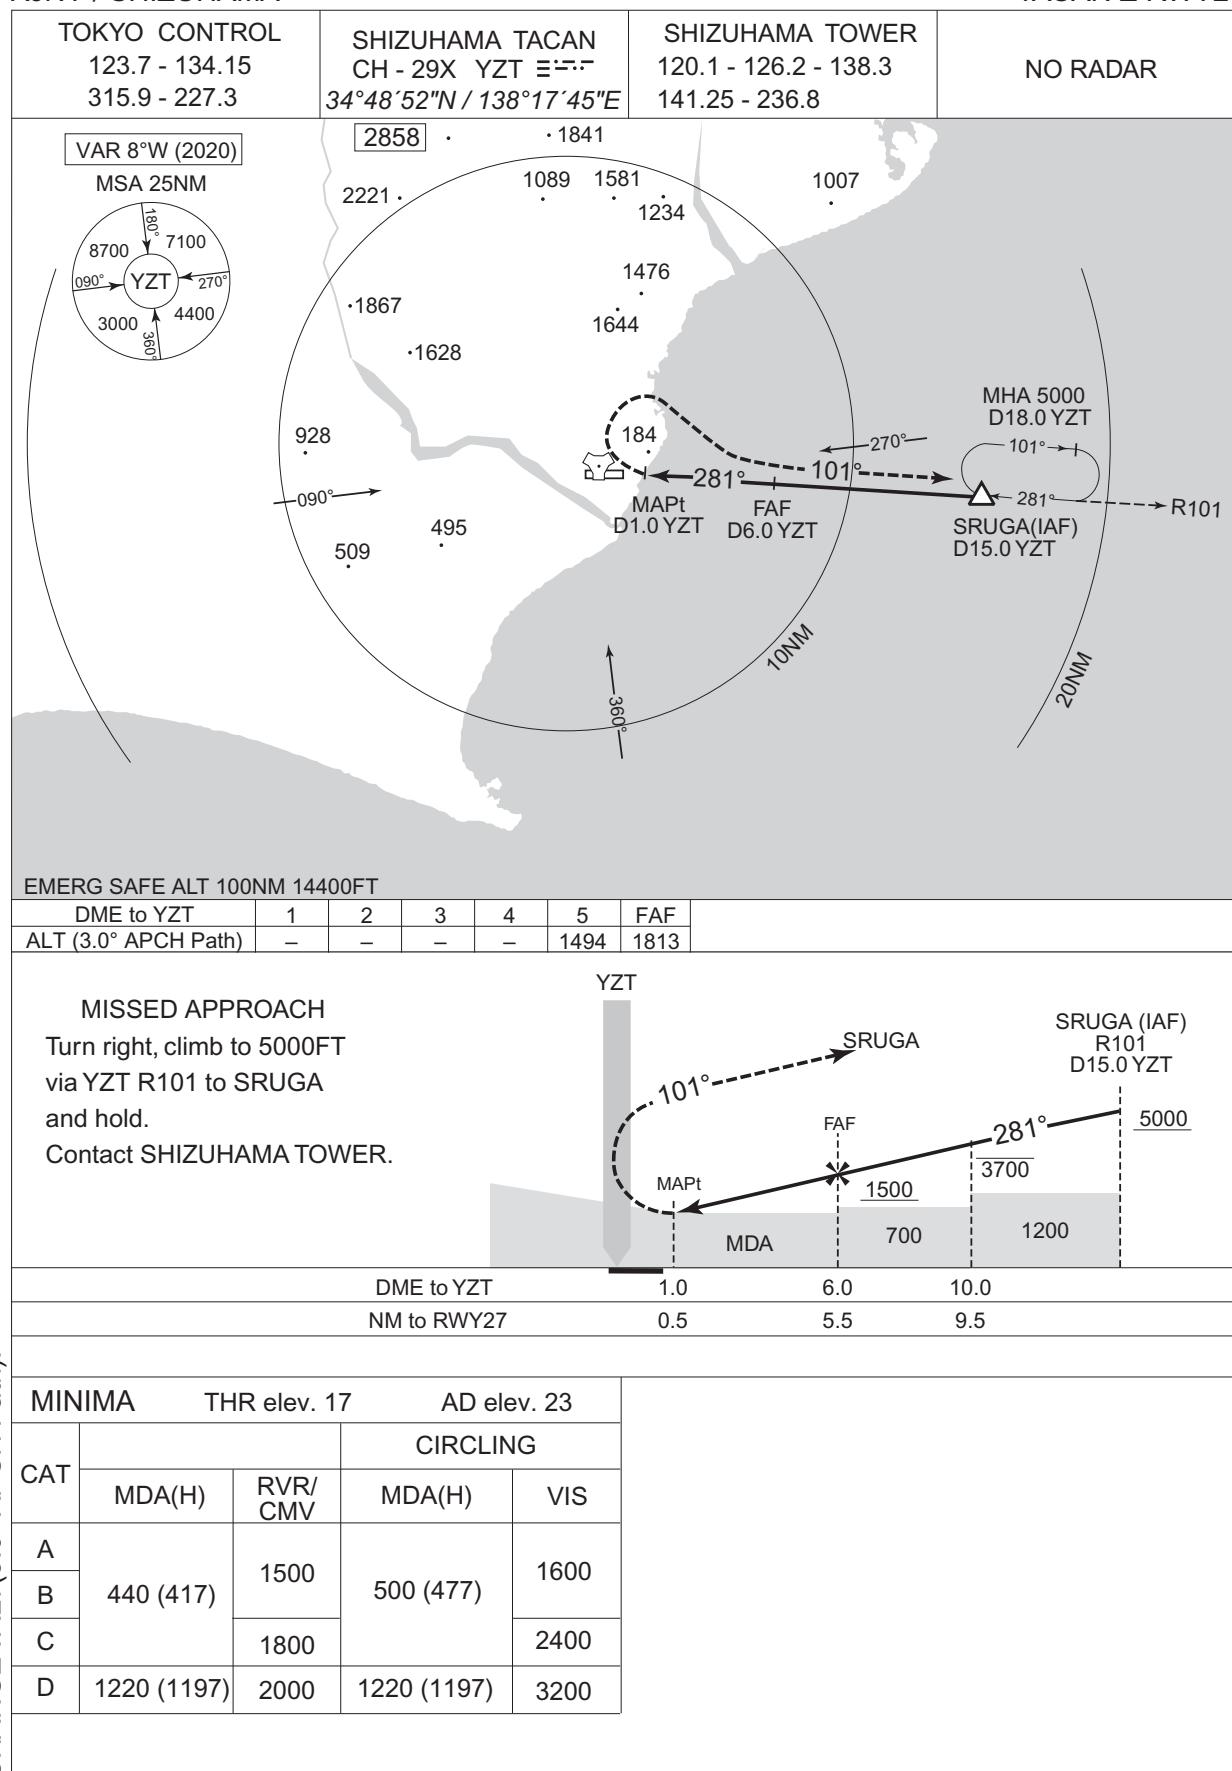 TOKYO CONTROL
123.7 - 134.15
315.9 - 227.3
SHIZUHAMA TACAN
CH - 29X YZT
34°48´52"N / 138°17´45"E
SHIZUHAMA TOWER
120.1 - 126.2 - 138.3
141.25 - 236.8
NO RADAR
VAR 8°W (2020)
MSA 25NM
180°
8700
7100
090°
YZT
270°
3000
4400
360°
2858
1841
2221
1089
1581
1234
1007
1476
1867
1644
1628
928
184
495
509
090°
270°
360°
MHA 5000
D18.0 YZT
101°
281°
R101
281°
101°
MAPt
D1.0 YZT
FAF
D6.0 YZT
SRUGA(IAF)
D15.0 YZT
10NM
20NM
EMERG SAFE ALT 100NM 14400FT
DME to YZT 1 2 3 4 5 FAF
ALT (3.0° APCH Path) – – – – 1494 1813
MISSED APPROACH
Turn right, climb to 5000FT
via YZT R101 to SRUGA
and hold.
Contact SHIZUHAMA TOWER.
YZT
SRUGA
101°
SRUGA (IAF)
R101
D15.0 YZT
FAF
281°
5000
3700
MAPt
1500
MDA
700
1200
DME to YZT 1.0 6.0 10.0
NM to RWY27 0.5 5.5 9.5
MINIMA THR elev. 17 AD elev. 23
CAT
CIRCLING
MDA(H)
RVR/
CMV
MDA(H)
VIS
A
B
C
440 (417)
1500
1800
500 (477)
1600
2400
D 1220 (1197) 2000 1220 (1197) 3200